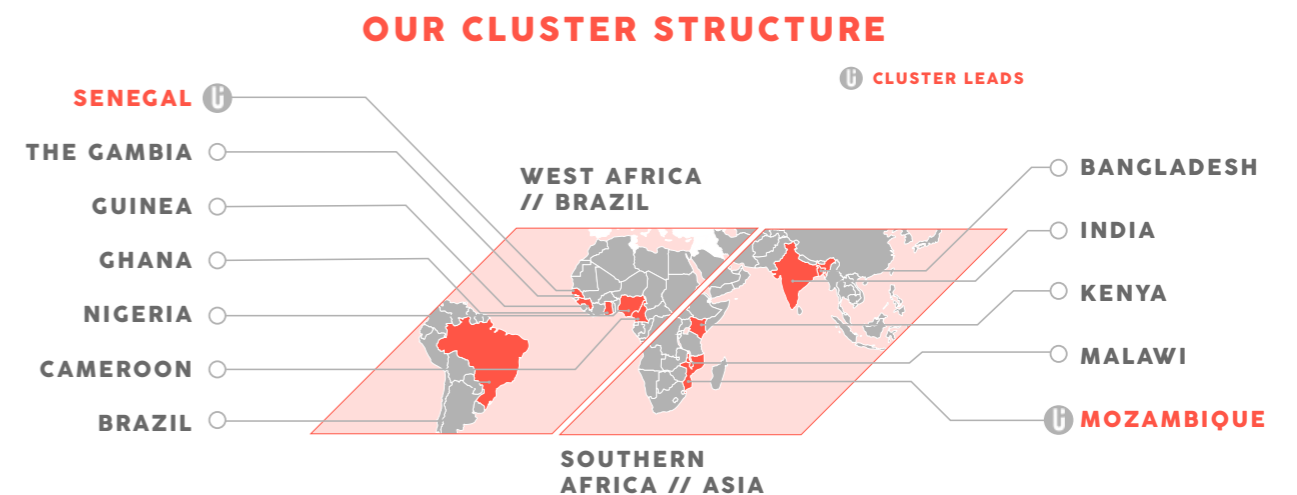 OUR CLUSTER STRUCTURE
CLUSTER LEADS
SENEGAL
THE GAMBIA
GUINEA
GHANA
NIGERIA
CAMEROON
BRAZIL
WEST AFRICA
// BRAZIL
BANGLADESH
INDIA
KENYA
MALAWI
MOZAMBIQUE
SOUTHERN
AFRICA // ASIA